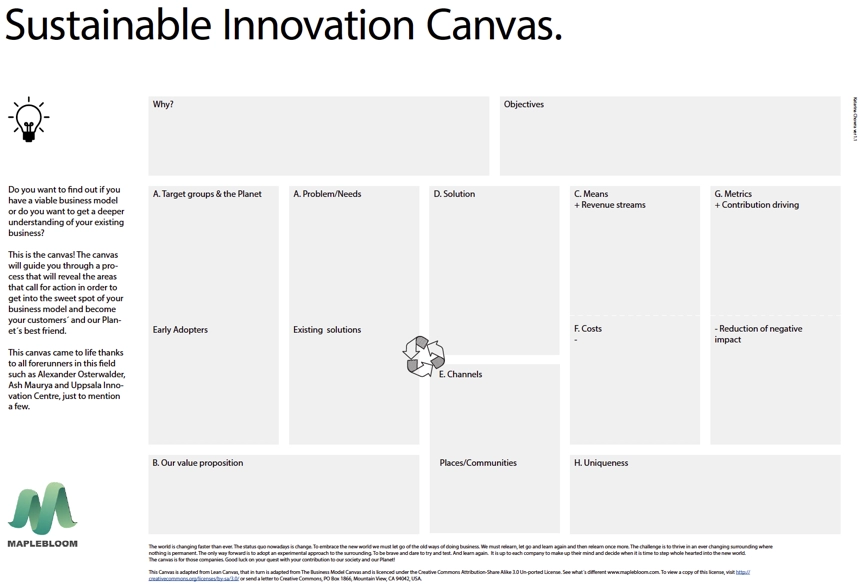 Sustainable Innovation Canvas.
Why?
Objectives
Katarina Chowra ver 1.1
Do you want to find out if you
have a viable business model
or do you want to get a deeper
understanding of your existing
business?
This is the canvas! The canvas
will guide you through a pro-
cess that will reveal the areas
that call for action in order to
get into the sweet spot of your
business model and become
your customers´ and our Plan-
et´s best friend.
This canvas came to life thanks
to all forerunners in this field
such as Alexander Osterwalder,
Ash Maurya and Uppsala Inno-
vation Centre, just to mention
a few.
MAPLEBLOOM
A. Target groups & the Planet
Early Adopters
A. Problem/Needs
Existing solutions
D. Solution
E. Channels
Places/Communities
C. Means
+ Revenue streams
F. Costs
-
G. Metrics
+ Contribution driving
- Reduction of negative
impact
B. Our value proposition
H. Uniqueness
The world is changing faster than ever. The status quo nowadays is change. To embrace the new world we must let go of the old ways of doing business. We must relearn, let go and learn again and then relearn once more. The challenge is to thrive in an ever changing surrounding where
nothing is permanent. The only way forward is to adopt an experimental approach to the surrounding. To be brave and dare to try and test. And learn again. It is up to each company to make up their mind and decide when it is time to step whole hearted into the new world.
The canvas is for those companies. Good luck on your quest with your contribution to our society and our Planet!
This Canvas is adapted from Lean Canvas, that in turn is adapted from The Business Model Canvas and is licenced under the Creative Commons Attribution-Share Alike 3.0 Un-ported License. See what´s different www.maplebloom.com. To view a copy of this license, visit http://
creativecommons.org/licenses/by-sa/3.0/ or send a letter to Creative Commons, PO Box 1866, Mountain View, CA 94042, USA.